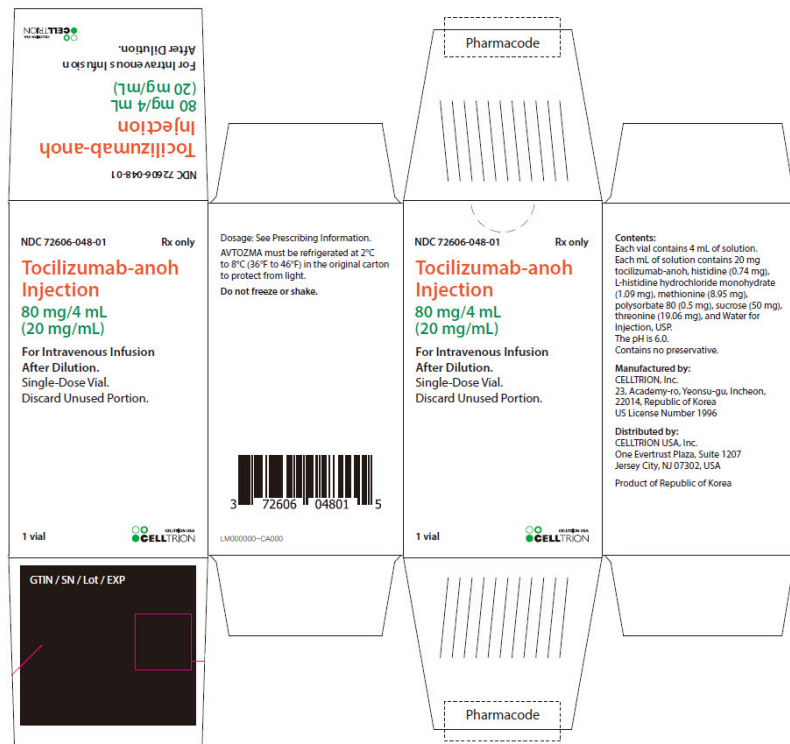 NDC 72606-048-01
Tocilizumab-anoh
Injection
80 mg/4 mL
(20 mg/mL)
For Intravenous Infusion
After Dilution.
CELLTRION USA
CELLTRION
Pharmacode
NDC 72606-048-01 Rx only
Tocilizumab-anoh
Injection
80 mg/4 mL
(20 mg/mL)
For Intravenous Infusion
After Dilution.
Single-Dose Vial.
Discard Unused Portion.
1 vial
CELLTRION USA
CELLTRION
Dosage: See Prescribing Information.
AVTOZMA must be refrigerated at 2°C
to 8°C (36°F to 46°F) in the original carton
to protect from light.
Do not freeze or shake.
3 72606 04801 5
LM000000-CA000
NDC 72606-048-01 Rx only
Tocilizumab-anoh
Injection
80 mg/4 mL
(20 mg/mL)
For Intravenous Infusion
After Dilution.
Single-Dose Vial.
Discard Unused Portion.
1 vial
CELLTRION USA
CELLTRION
Contents:
Each vial contains 4 mL of solution.
Each mL of solution contains 20 mg
tocilizumab-anoh, histidine (0.74 mg),
L-histidine hydrochloride monohydrate
(1.09 mg), methionine (8.95 mg),
polysorbate 80 (0.5 mg), sucrose (50 mg),
threonine (19.06 mg), and Water for
Injection, USP.
The pH is 6.0.
Contains no preservative.
Manufactured by:
CELLTRION, Inc.
23, Academy-ro, Yeonsu-gu, Incheon,
22014, Republic of Korea
US License Number 1996
Distributed by:
CELLTRION USA, Inc.
One Evertrust Plaza, Suite 1207
Jersey City, NJ 07302, USA
Product of Republic of Korea
GTIN / SN / Lot / EXP
Pharmacode